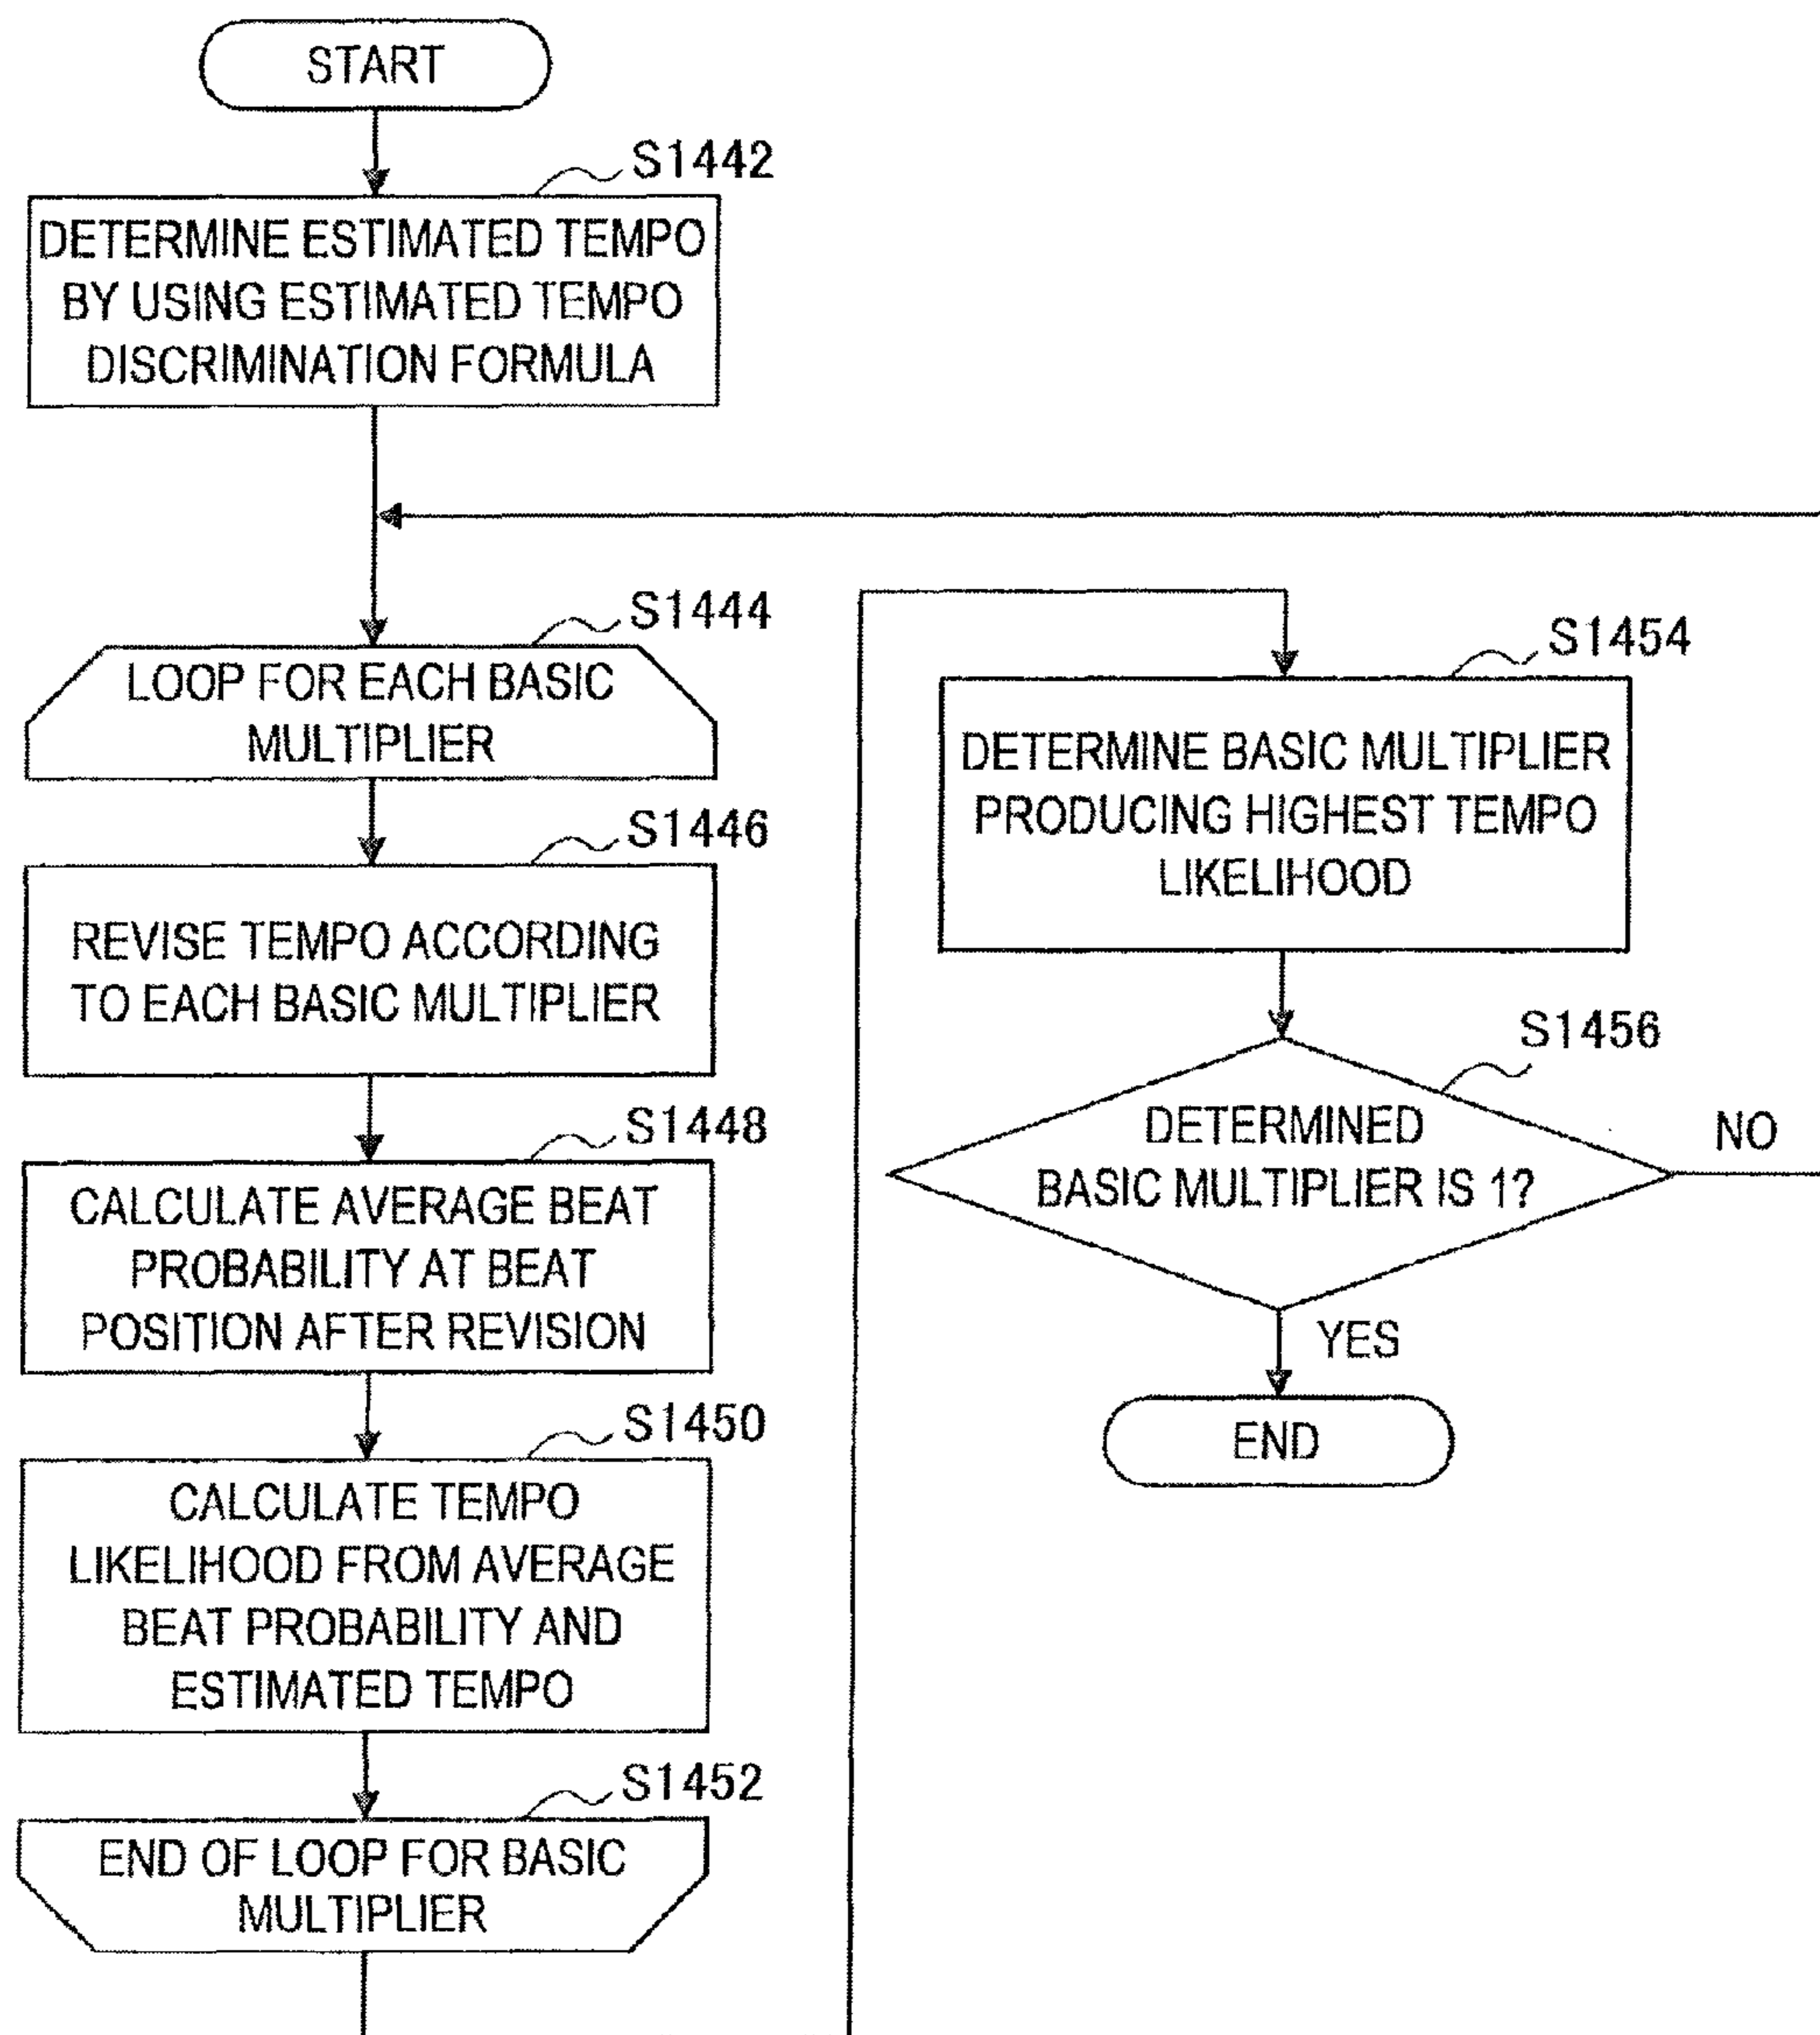 START
S1442
DETERMINE ESTIMATED TEMPO
BY USING ESTIMATED TEMPO
DISCRIMINATION FORMULA
S1444
LOOP FOR EACH BASIC
MULTIPLIER
S1446
REVISE TEMPO ACCORDING
TO EACH BASIC MULTIPLIER
S1448
CALCULATE AVERAGE BEAT
PROBABILITY AT BEAT
POSITION AFTER REVISION
S1450
CALCULATE TEMPO
LIKELIHOOD FROM AVERAGE
BEAT PROBABILITY AND
ESTIMATED TEMPO
S1452
END OF LOOP FOR BASIC
MULTIPLIER
S1454
DETERMINE BASIC MULTIPLIER
PRODUCING HIGHEST TEMPO
LIKELIHOOD
S1456
DETERMINED
BASIC MULTIPLIER IS 1?
NO
YES
END